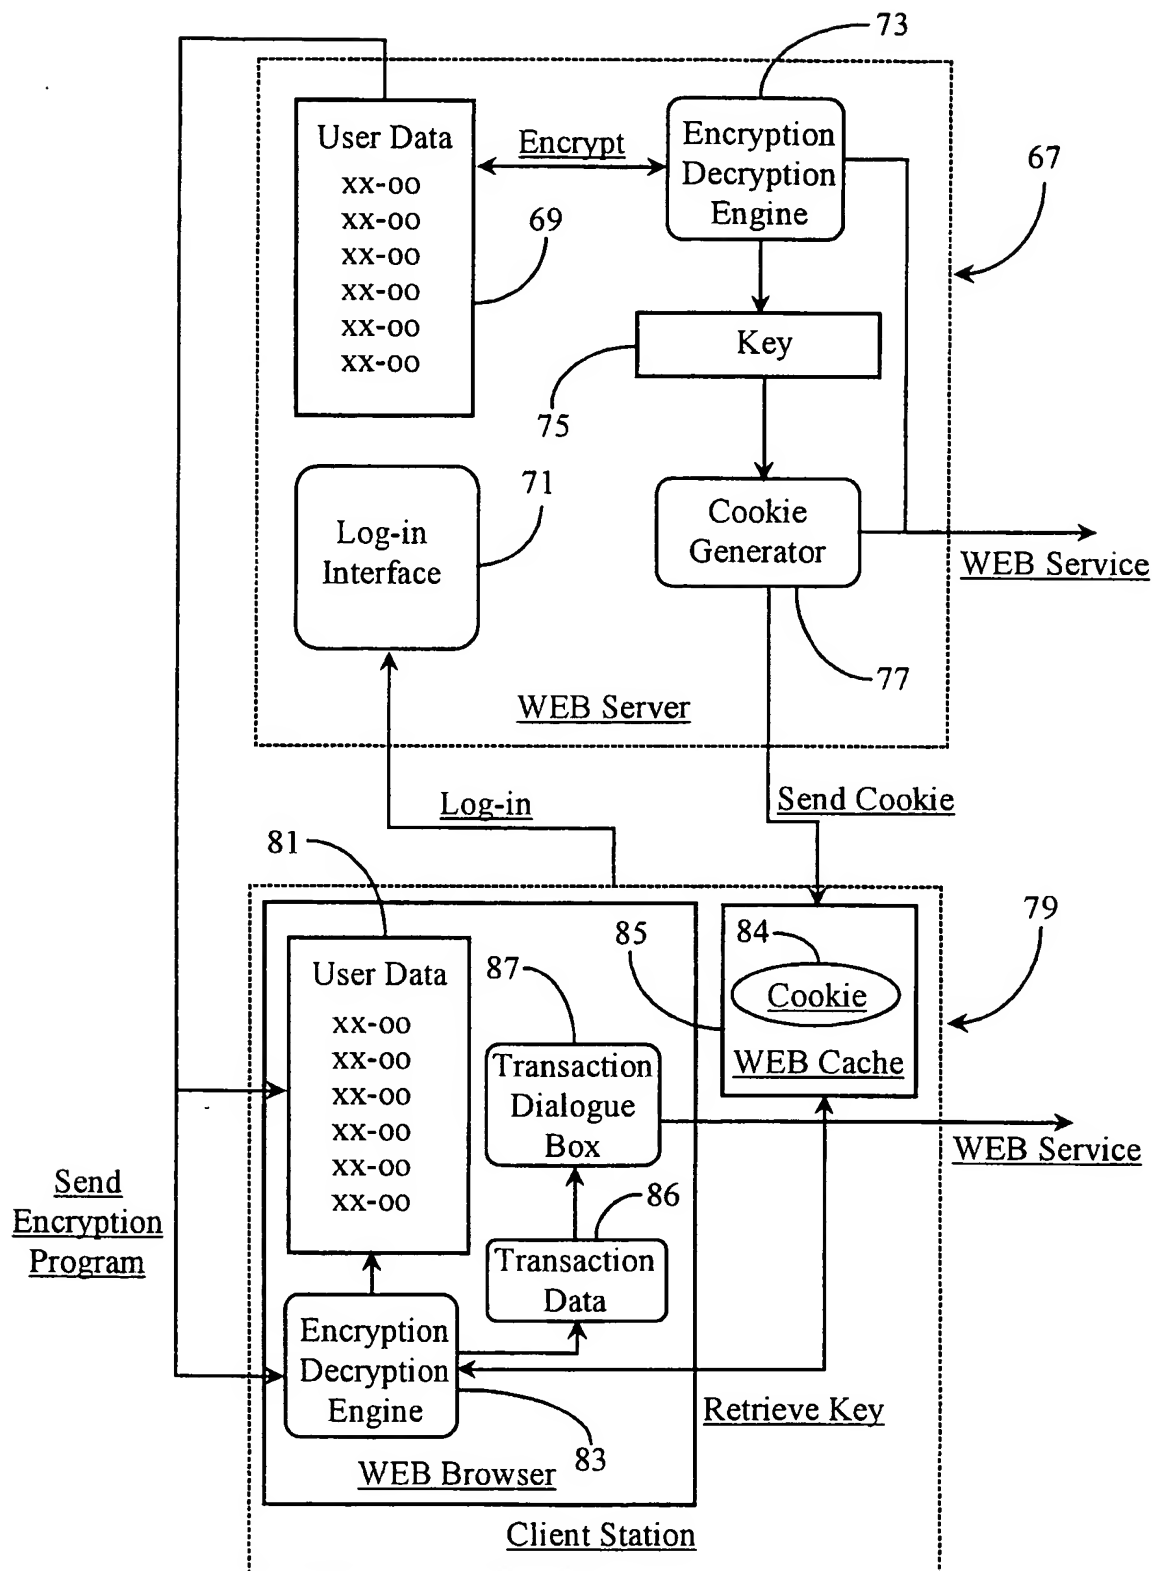 73
User Data
xx-oo
xx-oo
xx-oo
xx-oo
xx-oo
xx-oo
Encrypt
Encryption
Decryption
Engine
67
69
Key
75
71
Log-in
Interface
Cookie
Generator
WEB Service
77
WEB Server
Log-in
Send Cookie
81
User Data
xx-oo
xx-oo
xx-oo
xx-oo
xx-oo
xx-oo
87
85
84
79
Cookie
WEB Cache
Transaction
Dialogue
Box
WEB Service
Send
Encryption
Program
86
Transaction
Data
Encryption
Decryption
Engine
Retrieve Key
83
WEB Browser
Client Station